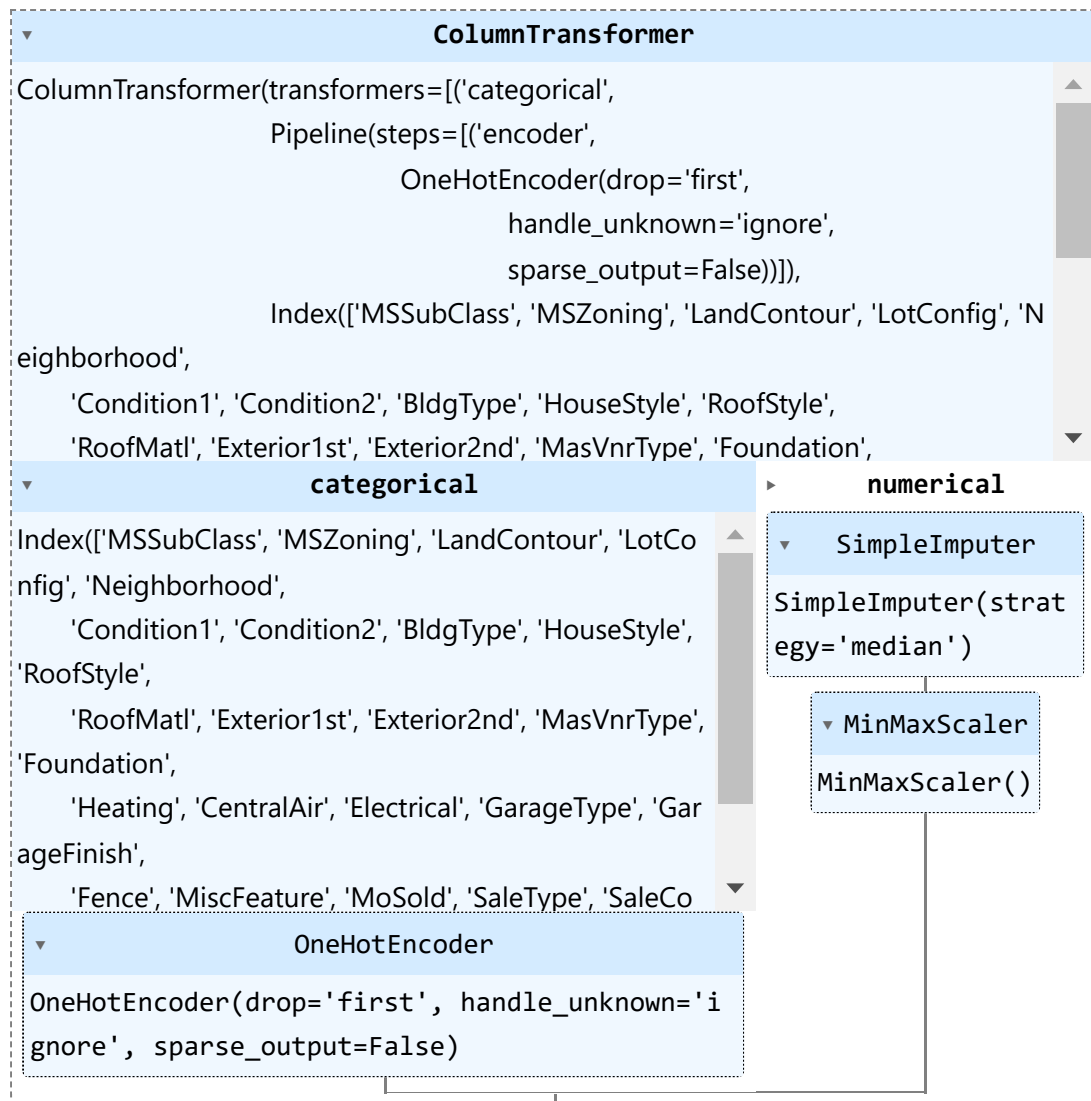 ColumnTransformer
ColumnTransformer(transformers=[('categorical',
Pipeline(steps=[('encoder',
OneHotEncoder(drop='first',
handle_unknown='ignore',
sparse_output=False))]),
Index(['MSSubClass', 'MSZoning', 'LandContour', 'LotConfig', 'N
eighborhood',
'Condition1', 'Condition2', 'BldgType', 'HouseStyle', 'RoofStyle',
'RoofMatl', 'Exterior1st', 'Exterior2nd', 'MasVnrType', 'Foundation',
categorical
Index(['MSSubClass', 'MSZoning', 'LandContour', 'LotCo
nfig', 'Neighborhood',
'Condition1', 'Condition2', 'BldgType', 'HouseStyle',
'RoofStyle',
'RoofMatl', 'Exterior1st', 'Exterior2nd', 'MasVnrType',
'Foundation',
'Heating', 'CentralAir', 'Electrical', 'GarageType', 'Gar
ageFinish',
'Fence', 'MiscFeature', 'MoSold', 'SaleType', 'SaleCo
OneHotEncoder
OneHotEncoder(drop='first', handle_unknown='i
gnore', sparse_output=False)
numerical
SimpleImputer
SimpleImputer(strat
egy='median')
MinMaxScaler
MinMaxScaler()